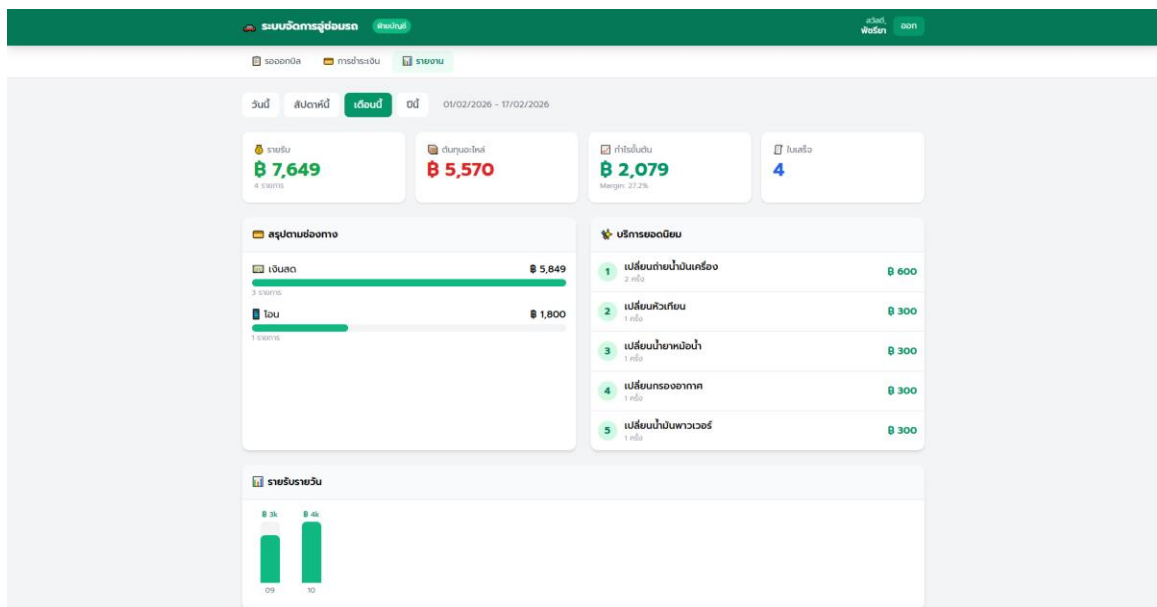 ระบบจัดการอู่ซ่อมรถ ฝ่ายบัญชี
สวัสดี,
พัชรียา
ออก
รอออกบิล การชำระเงิน รายงาน
วันนี้ สัปดาห์นี้ เดือนนี้ ปีนี้ 01/02/2026 - 17/02/2026
รายรับ
฿ 7,649
4 รายการ
ต้นทุนอะไหล่
฿ 5,570
กำไรขั้นต้น
฿ 2,079
Margin: 27.2%
ใบเสร็จ
4
สรุปตามช่องทาง
เงินสด ฿ 5,849
3 รายการ
โอน ฿ 1,800
1 รายการ
บริการยอดนิยม
1 เปลี่ยนถ่ายน้ำมันเครื่อง ฿ 600
2 ครั้ง
2 เปลี่ยนหัวเทียน ฿ 300
1 ครั้ง
3 เปลี่ยนน้ำยาหม้อน้ำ ฿ 300
1 ครั้ง
4 เปลี่ยนกรองอากาศ ฿ 300
1 ครั้ง
5 เปลี่ยนน้ำมันพาวเวอร์ ฿ 300
1 ครั้ง
รายรับรายวัน
฿ 3k ฿ 4k
09 10